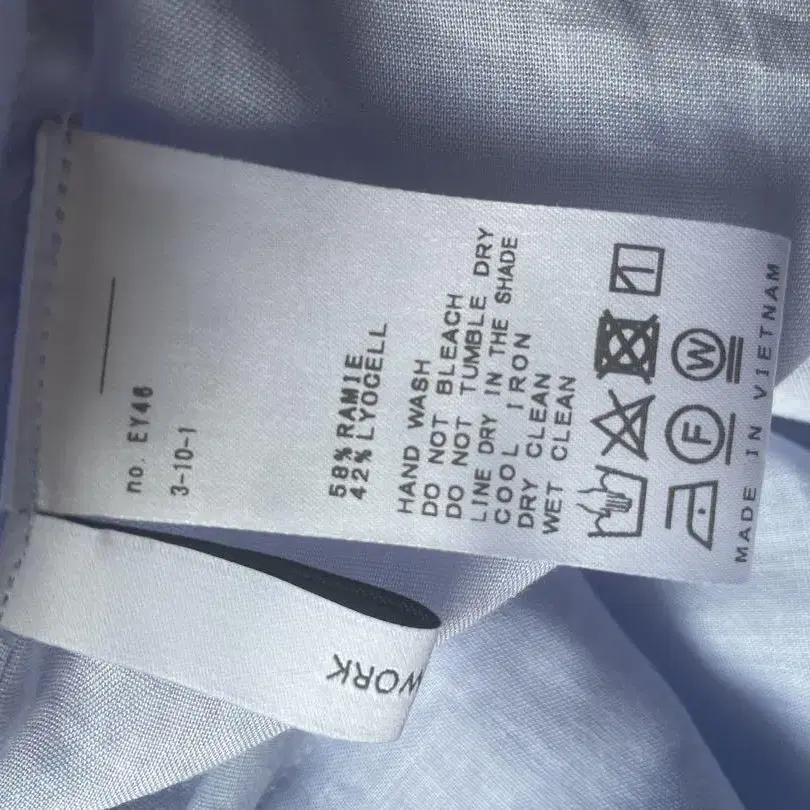 no. EY46
3-10-1
58% RAMIE
42% LYOCELL
HAND WASH
DO NOT BLEACH
DO NOT TUMBLE DRY
LINE DRY IN THE SHADE
COOL IRON
DRY CLEAN
WET CLEAN
F W
MADE IN VIETNAM
WORK